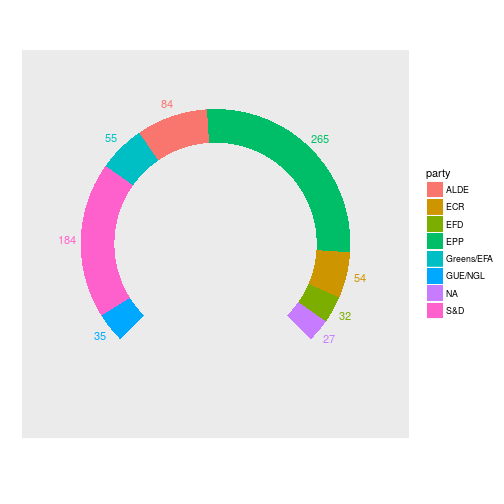 84
55
265
184
54
32
35
27
party
ALDE
ECR
EFD
EPP
Greens/EFA
GUE/NGL
NA
S&D